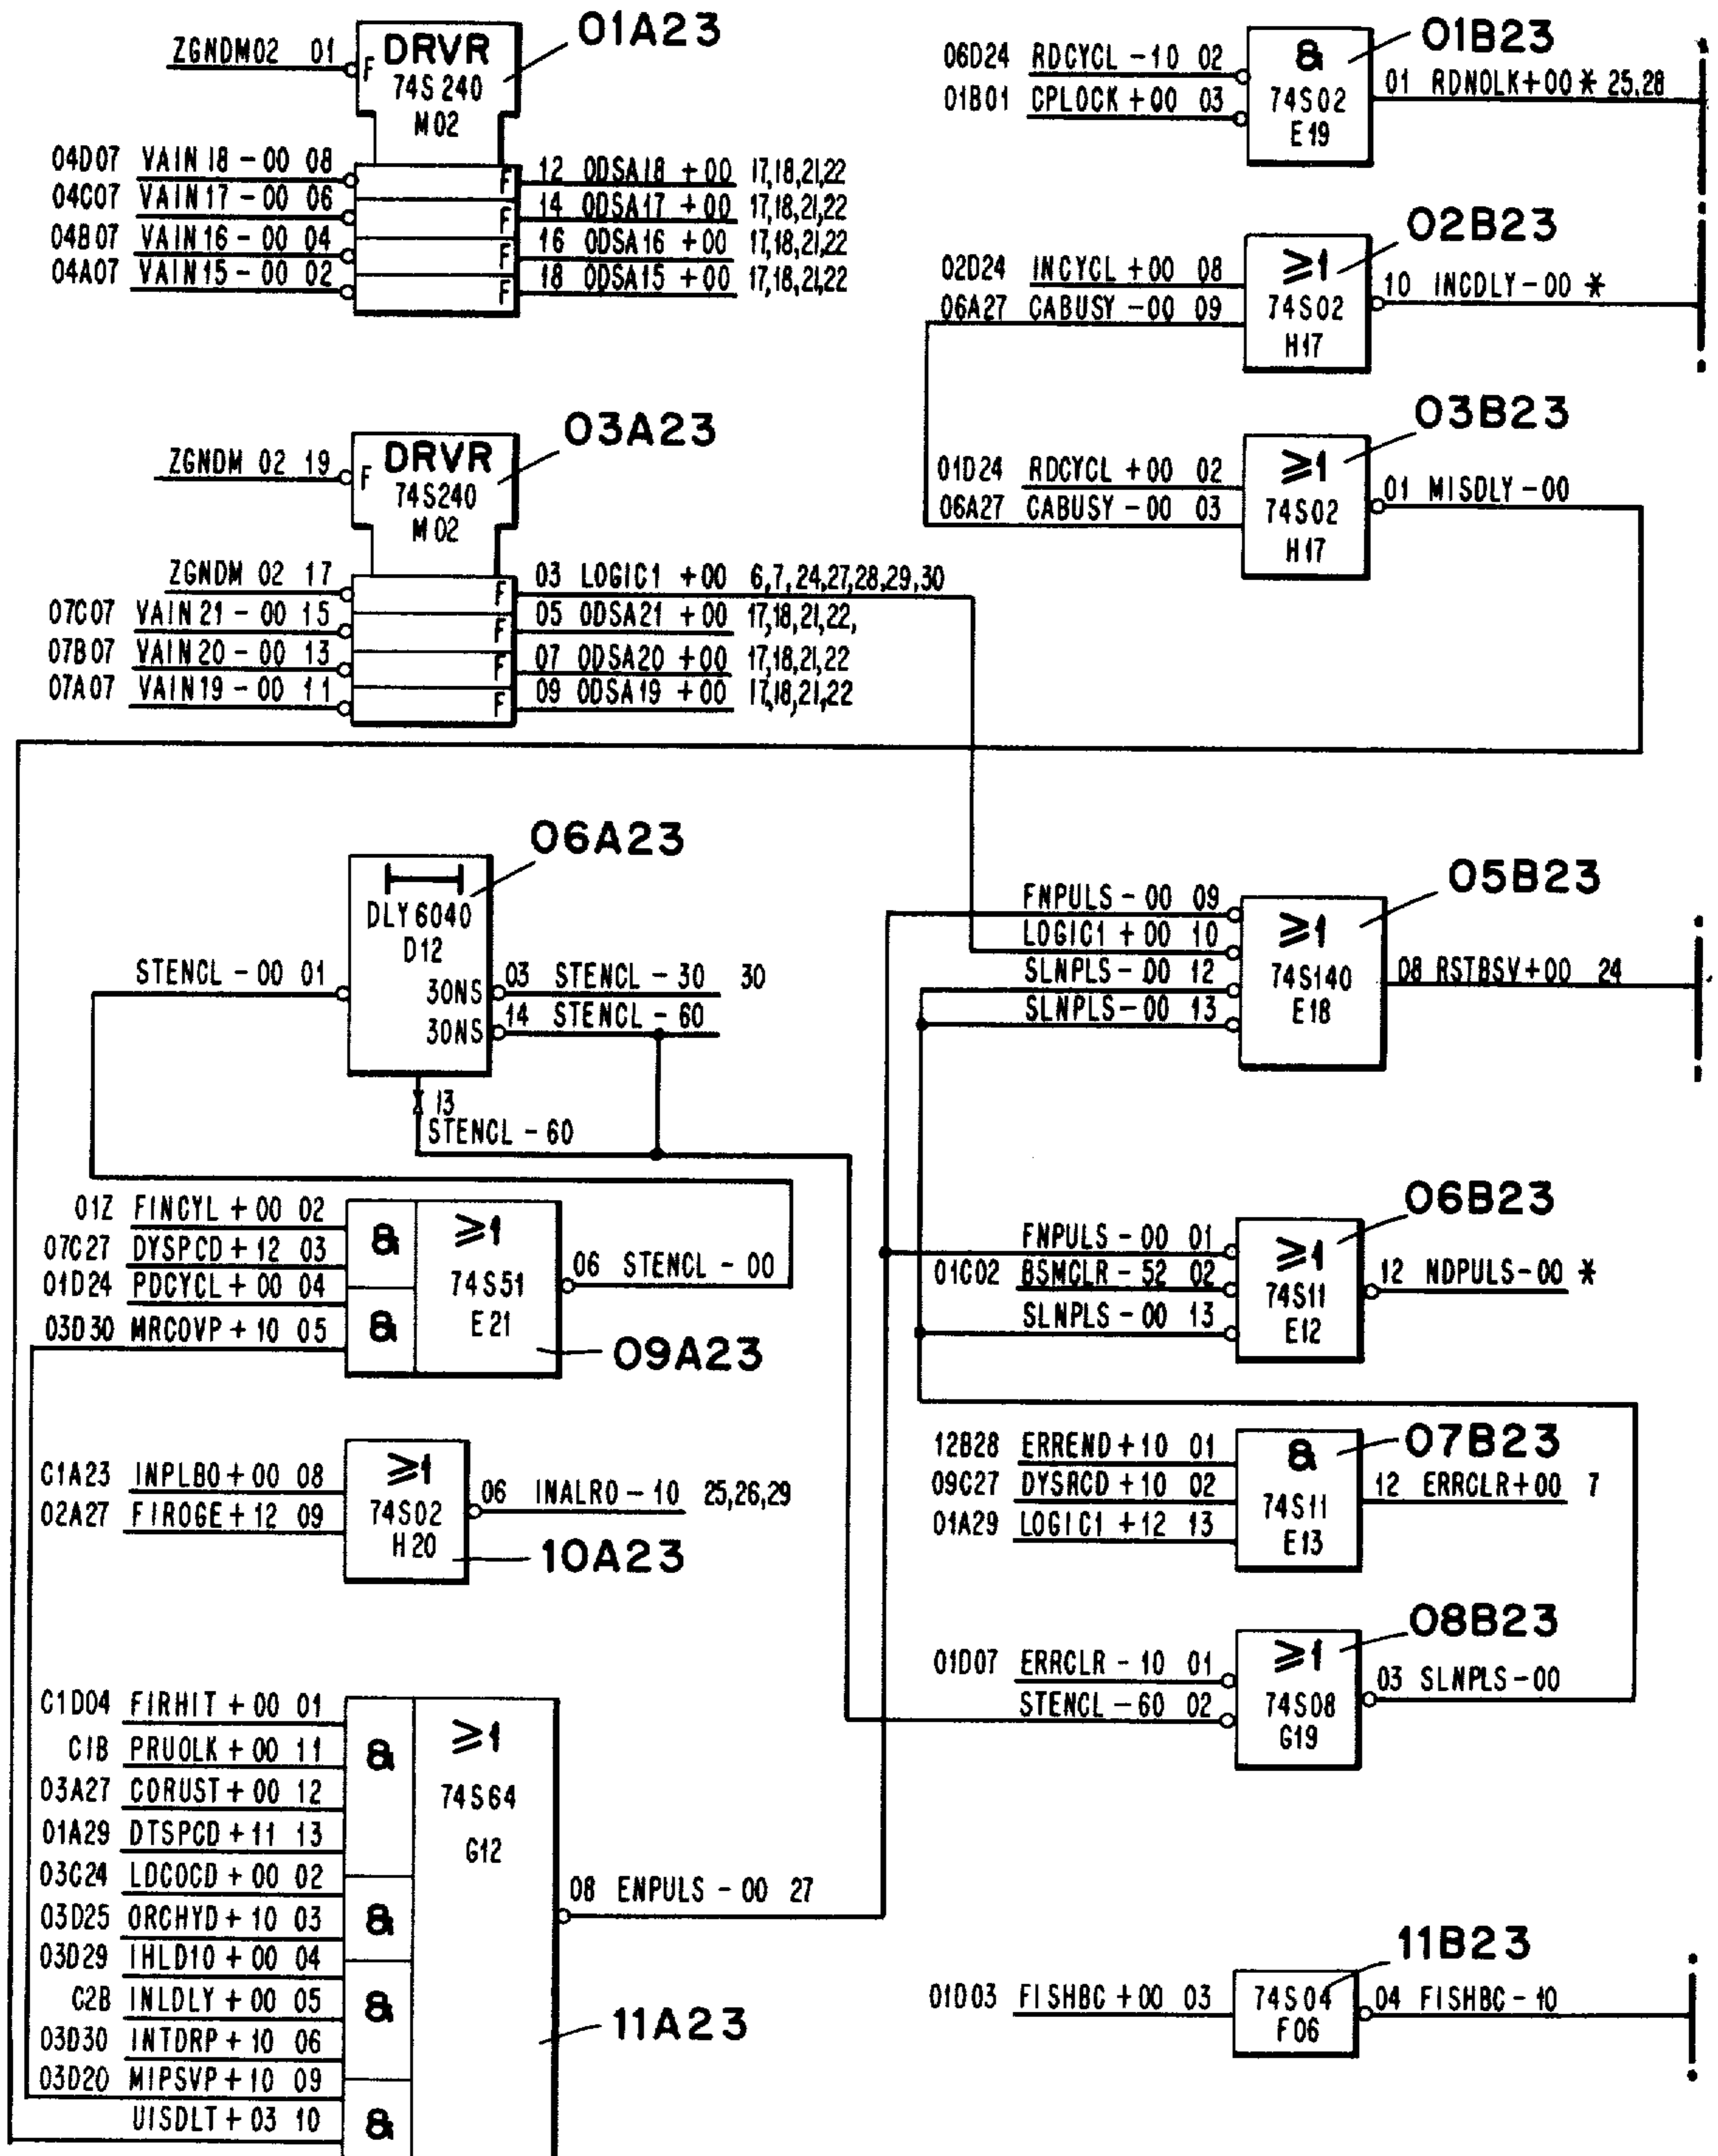 01A23
ZGNDM02 01
F
DRVR
74S240
M02
04D07 VAIN 18 - 00 08
F
12 ODSA18 +00 17,18,21,22
04C07 VAIN17 - 00 06
F
14 ODSA17 +00 17,18,21,22
04B07 VAIN16 - 00 04
F
16 ODSA16 +00 17,18,21,22
04A07 VAIN15 - 00 02
F
18 ODSA15 +00 17,18,21,22
03A23
ZGNDM 02 19
F
DRVR
74S240
M02
ZGNDM 02 17
F
03 LOGIC1 +00 6,7,24,27,28,29,30
07C07 VAIN 21 - 00 15
F
05 ODSA21 +00 17,18,21,22,
07B07 VAIN 20 - 00 13
F
07 ODSA20 +00 17,18,21,22
07A07 VAIN19 - 00 11
F
09 ODSA19 +00 17,18,21,22
06A23
DLY 6040
D12
STENCL - 00 01
30NS
03 STENCL - 30 30
30NS
14 STENCL - 60
13
STENCL - 60
01Z FINCYL + 00 02
07C27 DYSPCD + 12 03
01D24 PDCYCL + 00 04
03D30 MRCOVP + 10 05
&
&
≥1
74S51
E21
06 STENCL - 00
09A23
C1A23 INPLBO + 00 08
02A27 FIROGE + 12 09
≥1
74S02
H20
06 INALRO - 10 25,26,29
10A23
C1D04 FIRHIT + 00 01
C1B PRUOLK + 00 11
03A27 CORUST + 00 12
01A29 DTSPCD + 11 13
03C24 LDCOCD + 00 02
03D25 ORCHYD + 10 03
03D29 IHLD10 + 00 04
C2B INLDLY + 00 05
03D30 INTDRP + 10 06
03D20 MIPSVP + 10 09
UISDLT + 03 10
&
&
&
&
≥1
74S64
G12
08 ENPULS - 00 27
11A23
01B23
06D24 RDCYCL - 10 02
01B01 CPLOCK + 00 03
&
74S02
E19
01 RDNOLK+00 * 25,28
02B23
02D24 INCYCL + 00 08
06A27 CABUSY - 00 09
≥1
74S02
H17
10 INCDLY - 00 *
03B23
01D24 RDCYCL + 00 02
06A27 CABUSY - 00 03
≥1
74S02
H17
01 MISDLY - 00
05B23
FNPULS - 00 09
LOGIC1 + 00 10
SLNPLS - 00 12
SLNPLS - 00 13
≥1
74S140
E18
08 RSTBSV+00 24
06B23
FNPULS - 00 01
01C02 BSMCLR - 52 02
SLNPLS - 00 13
≥1
74S11
E12
12 NDPULS-00 *
07B23
12B28 ERREND + 10 01
09C27 DYSRCD + 10 02
01A29 LOGIC1 + 12 13
&
74S11
E13
12 ERRCLR+00 7
08B23
01D07 ERRCLR - 10 01
STENCL - 60 02
≥1
74S08
G19
03 SLNPLS-00
11B23
01D03 FISHBC + 00 03
74S04
F06
04 FISHBC - 10